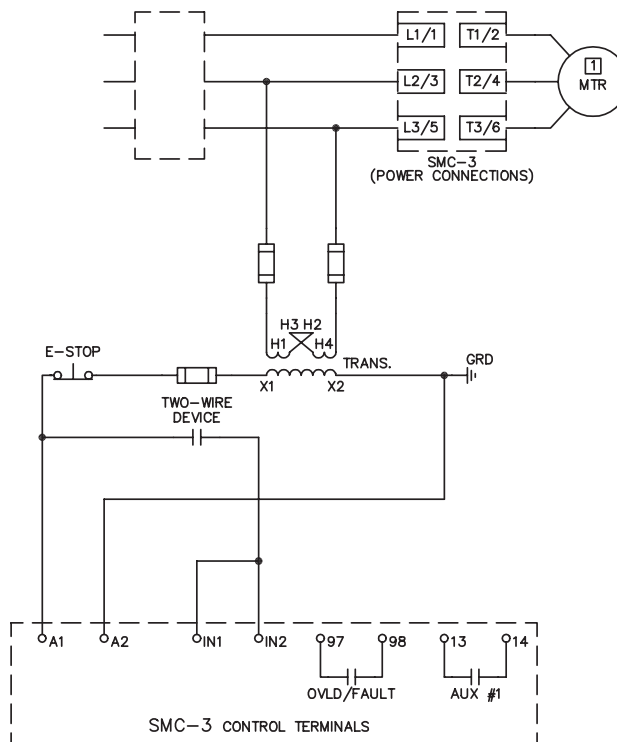 L1/1 T1/2
1
MTR
L2/3 T2/4
L3/5 T3/6
SMC-3
(POWER CONNECTIONS)
H3 H2
H1 H4
E-STOP
TRANS.
GRD
X1 X2
TWO-WIRE
DEVICE
A1 A2 IN1 IN2 97 98 13 14
OVLD/FAULT AUX #1
SMC-3 CONTROL TERMINALS